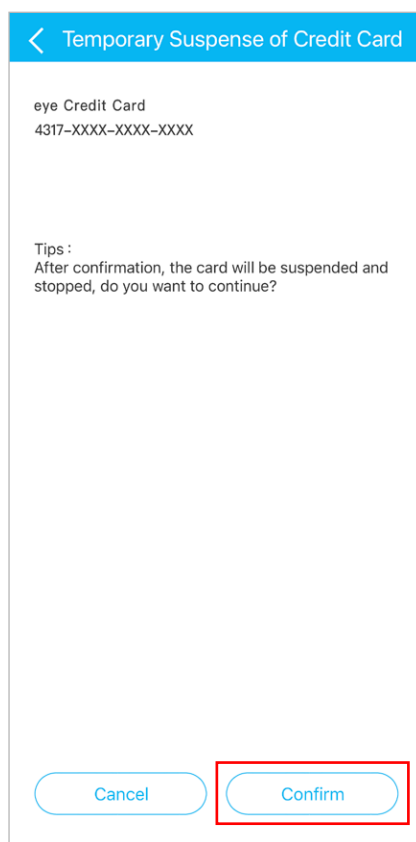 Temporary Suspense of Credit Card
eye Credit Card
4317-XXXX-XXXX-XXXX
Tips :
After confirmation, the card will be suspended and
stopped, do you want to continue?
Cancel
Confirm